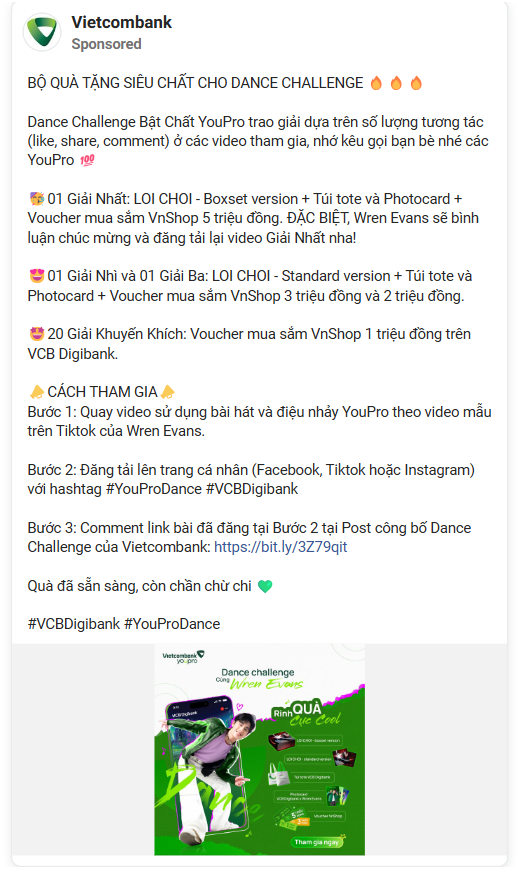 Vietcombank
Sponsored
BỘ QUÀ TẶNG SIÊU CHẤT CHO DANCE CHALLENGE 🔥 🔥 🔥
Dance Challenge Bật Chất YouPro trao giải dựa trên số lượng tương tác
(like, share, comment) ở các video tham gia, nhớ kêu gọi bạn bè nhé các
YouPro 💯
🥳 01 Giải Nhất: LOI CHOI - Boxset version + Túi tote và Photocard +
Voucher mua sắm VnShop 5 triệu đồng. ĐẶC BIỆT, Wren Evans sẽ bình
luận chúc mừng và đăng tải lại video Giải Nhất nha!
😍 01 Giải Nhì và 01 Giải Ba: LOI CHOI - Standard version + Túi tote và
Photocard + Voucher mua sắm VnShop 3 triệu đồng và 2 triệu đồng.
🤩 20 Giải Khuyến Khích: Voucher mua sắm VnShop 1 triệu đồng trên
VCB Digibank.
📣CÁCH THAM GIA📣
Bước 1: Quay video sử dụng bài hát và điệu nhảy YouPro theo video mẫu
trên Tiktok của Wren Evans.
Bước 2: Đăng tải lên trang cá nhân (Facebook, Tiktok hoặc Instagram)
với hashtag #YouProDance #VCBDigibank
Bước 3: Comment link bài đã đăng tại Bước 2 tại Post công bố Dance
Challenge của Vietcombank: https://bit.ly/3Z79qit
Quà đã sẵn sàng, còn chần chừ chi 💚
#VCBDigibank #YouProDance
Vietcombank
youpro
Dance challenge
Cùng Wren Evans
VCBDigibank
Rinh QUÀ
Cực Cool
LOI CHOI - Boxset version
LOI CHOI - Standard version
Túi tote VCBDigibank
Photocard
VCBDigibank x Wren Evans
Voucher VnShop
Dance
Tham gia ngay